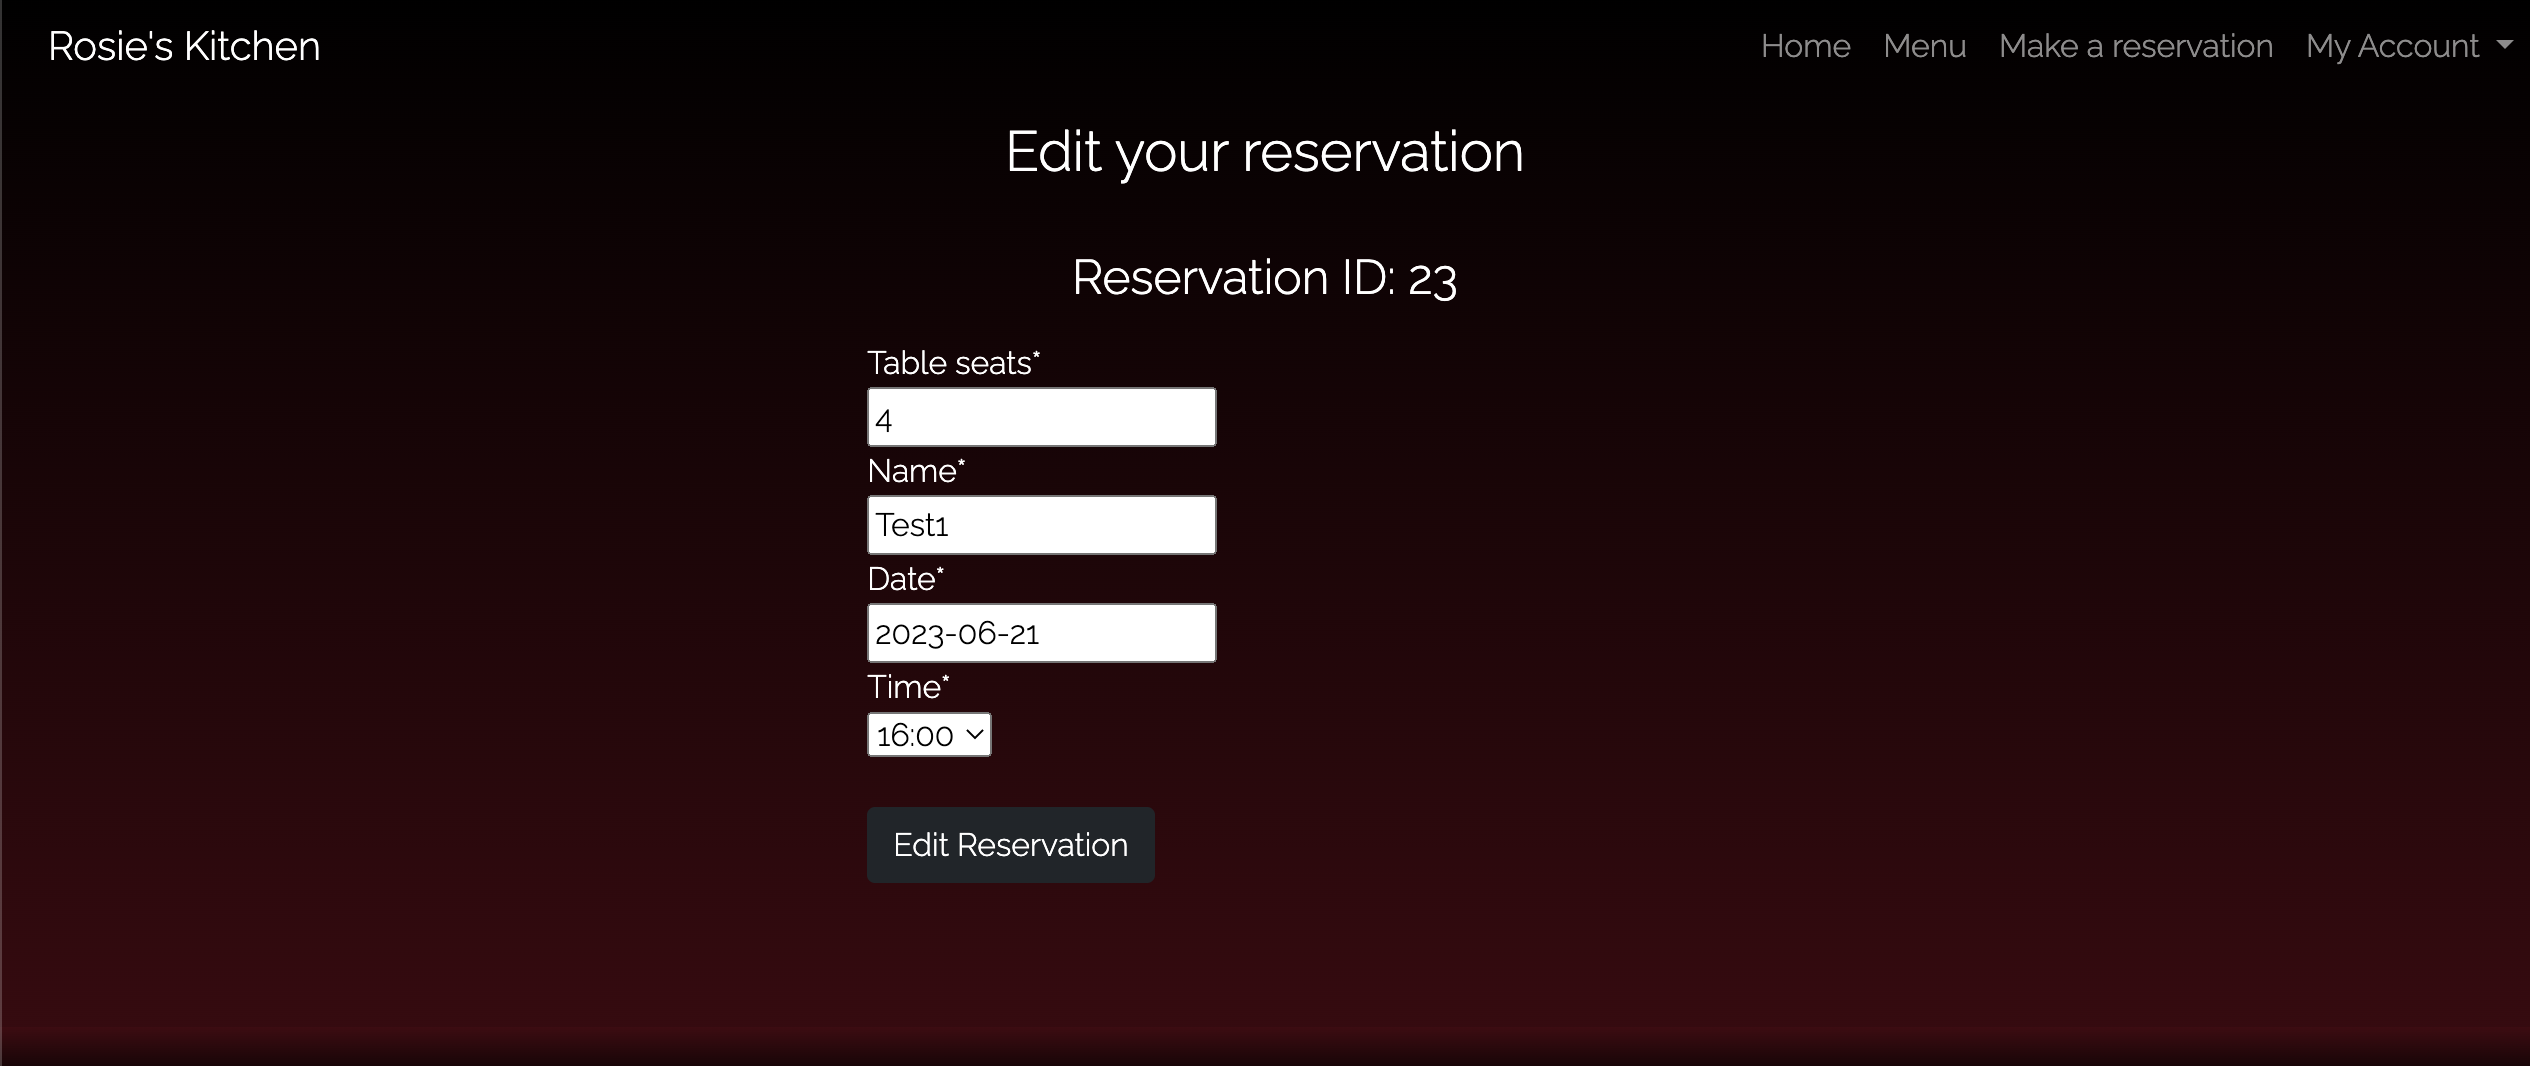 Rosie's Kitchen Home Menu Make a reservation My Account
Edit your reservation
Reservation ID: 23
Table seats*
4
Name*
Test1
Date*
2023-06-21
Time*
16:00
Edit Reservation